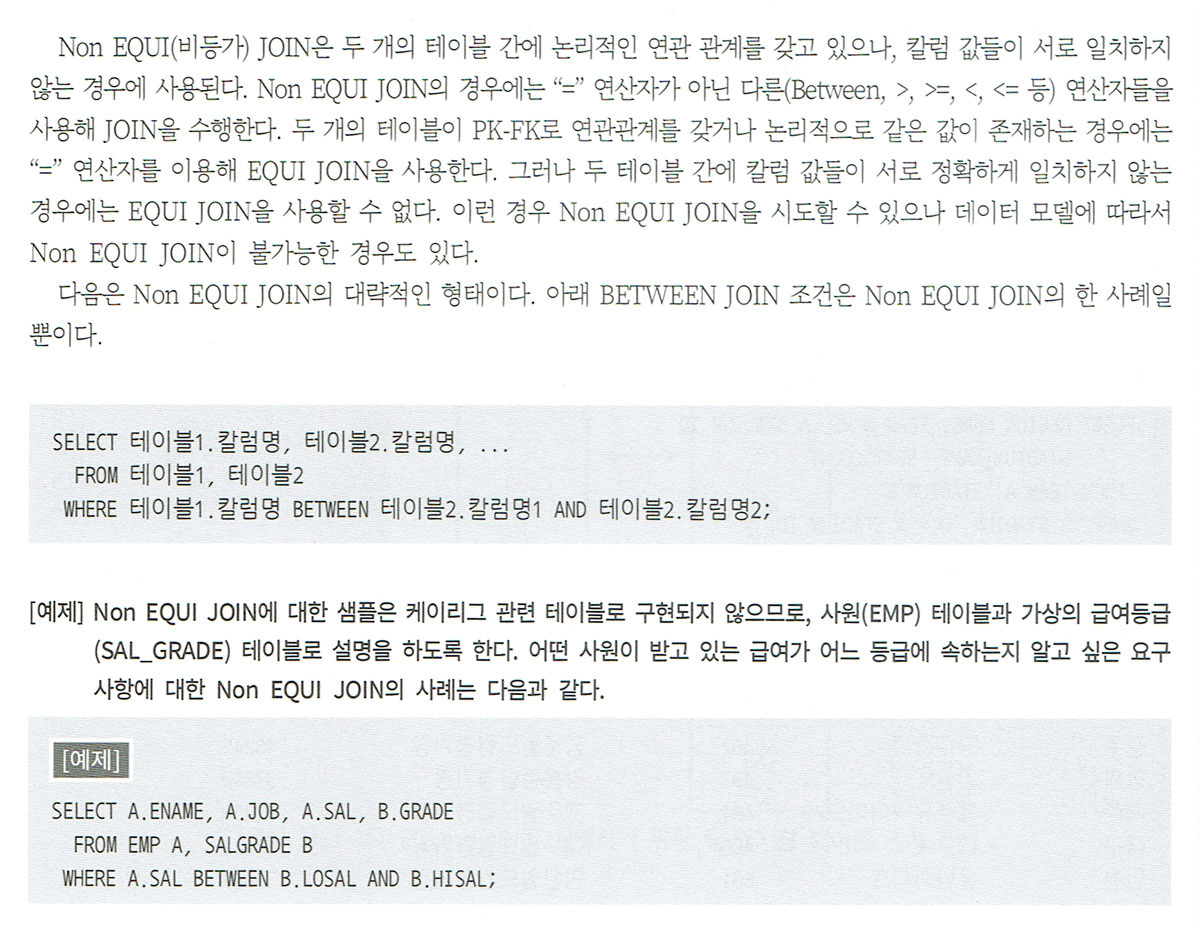 Non EQUI(비등가) JOIN은 두 개의 테이블 간에 논리적인 연관 관계를 갖고 있으나, 칼럼 값들이 서로 일치하지
않는 경우에 사용된다. Non EQUI JOIN의 경우에는 “=” 연산자가 아닌 다른(Between, >, >=, <, <= 등) 연산자들을
사용해 JOIN을 수행한다. 두 개의 테이블이 PK-FK로 연관관계를 갖거나 논리적으로 같은 값이 존재하는 경우에는
“=” 연산자를 이용해 EQUI JOIN을 사용한다. 그러나 두 테이블 간에 칼럼 값들이 서로 정확하게 일치하지 않는
경우에는 EQUI JOIN을 사용할 수 없다. 이런 경우 Non EQUI JOIN을 시도할 수 있으나 데이터 모델에 따라서
Non EQUI JOIN이 불가능한 경우도 있다.
다음은 Non EQUI JOIN의 대략적인 형태이다. 아래 BETWEEN JOIN 조건은 Non EQUI JOIN의 한 사례일
뿐이다.
SELECT 테이블1.칼럼명, 테이블2.칼럼명, ...
FROM 테이블1, 테이블2
WHERE 테이블1.칼럼명 BETWEEN 테이블2.칼럼명1 AND 테이블2.칼럼명2;
[예제] Non EQUI JOIN에 대한 샘플은 케이리그 관련 테이블로 구현되지 않으므로, 사원(EMP) 테이블과 가상의 급여등급
(SAL_GRADE) 테이블로 설명을 하도록 한다. 어떤 사원이 받고 있는 급여가 어느 등급에 속하는지 알고 싶은 요구
사항에 대한 Non EQUI JOIN의 사례는 다음과 같다.
[예제]
SELECT A.ENAME, A.JOB, A.SAL, B.GRADE
FROM EMP A, SALGRADE B
WHERE A.SAL BETWEEN B.LOSAL AND B.HISAL;